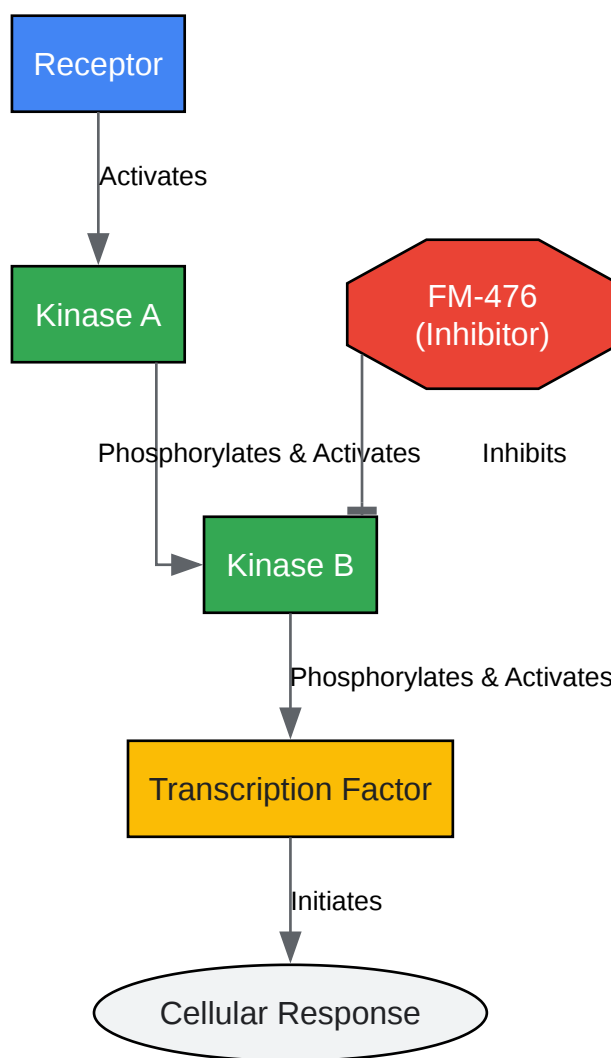 Receptor
Activates
Kinase A
FM-476
(Inhibitor)
Phosphorylates & Activates
Inhibits
Kinase B
Phosphorylates & Activates
Transcription Factor
Initiates
Cellular Response